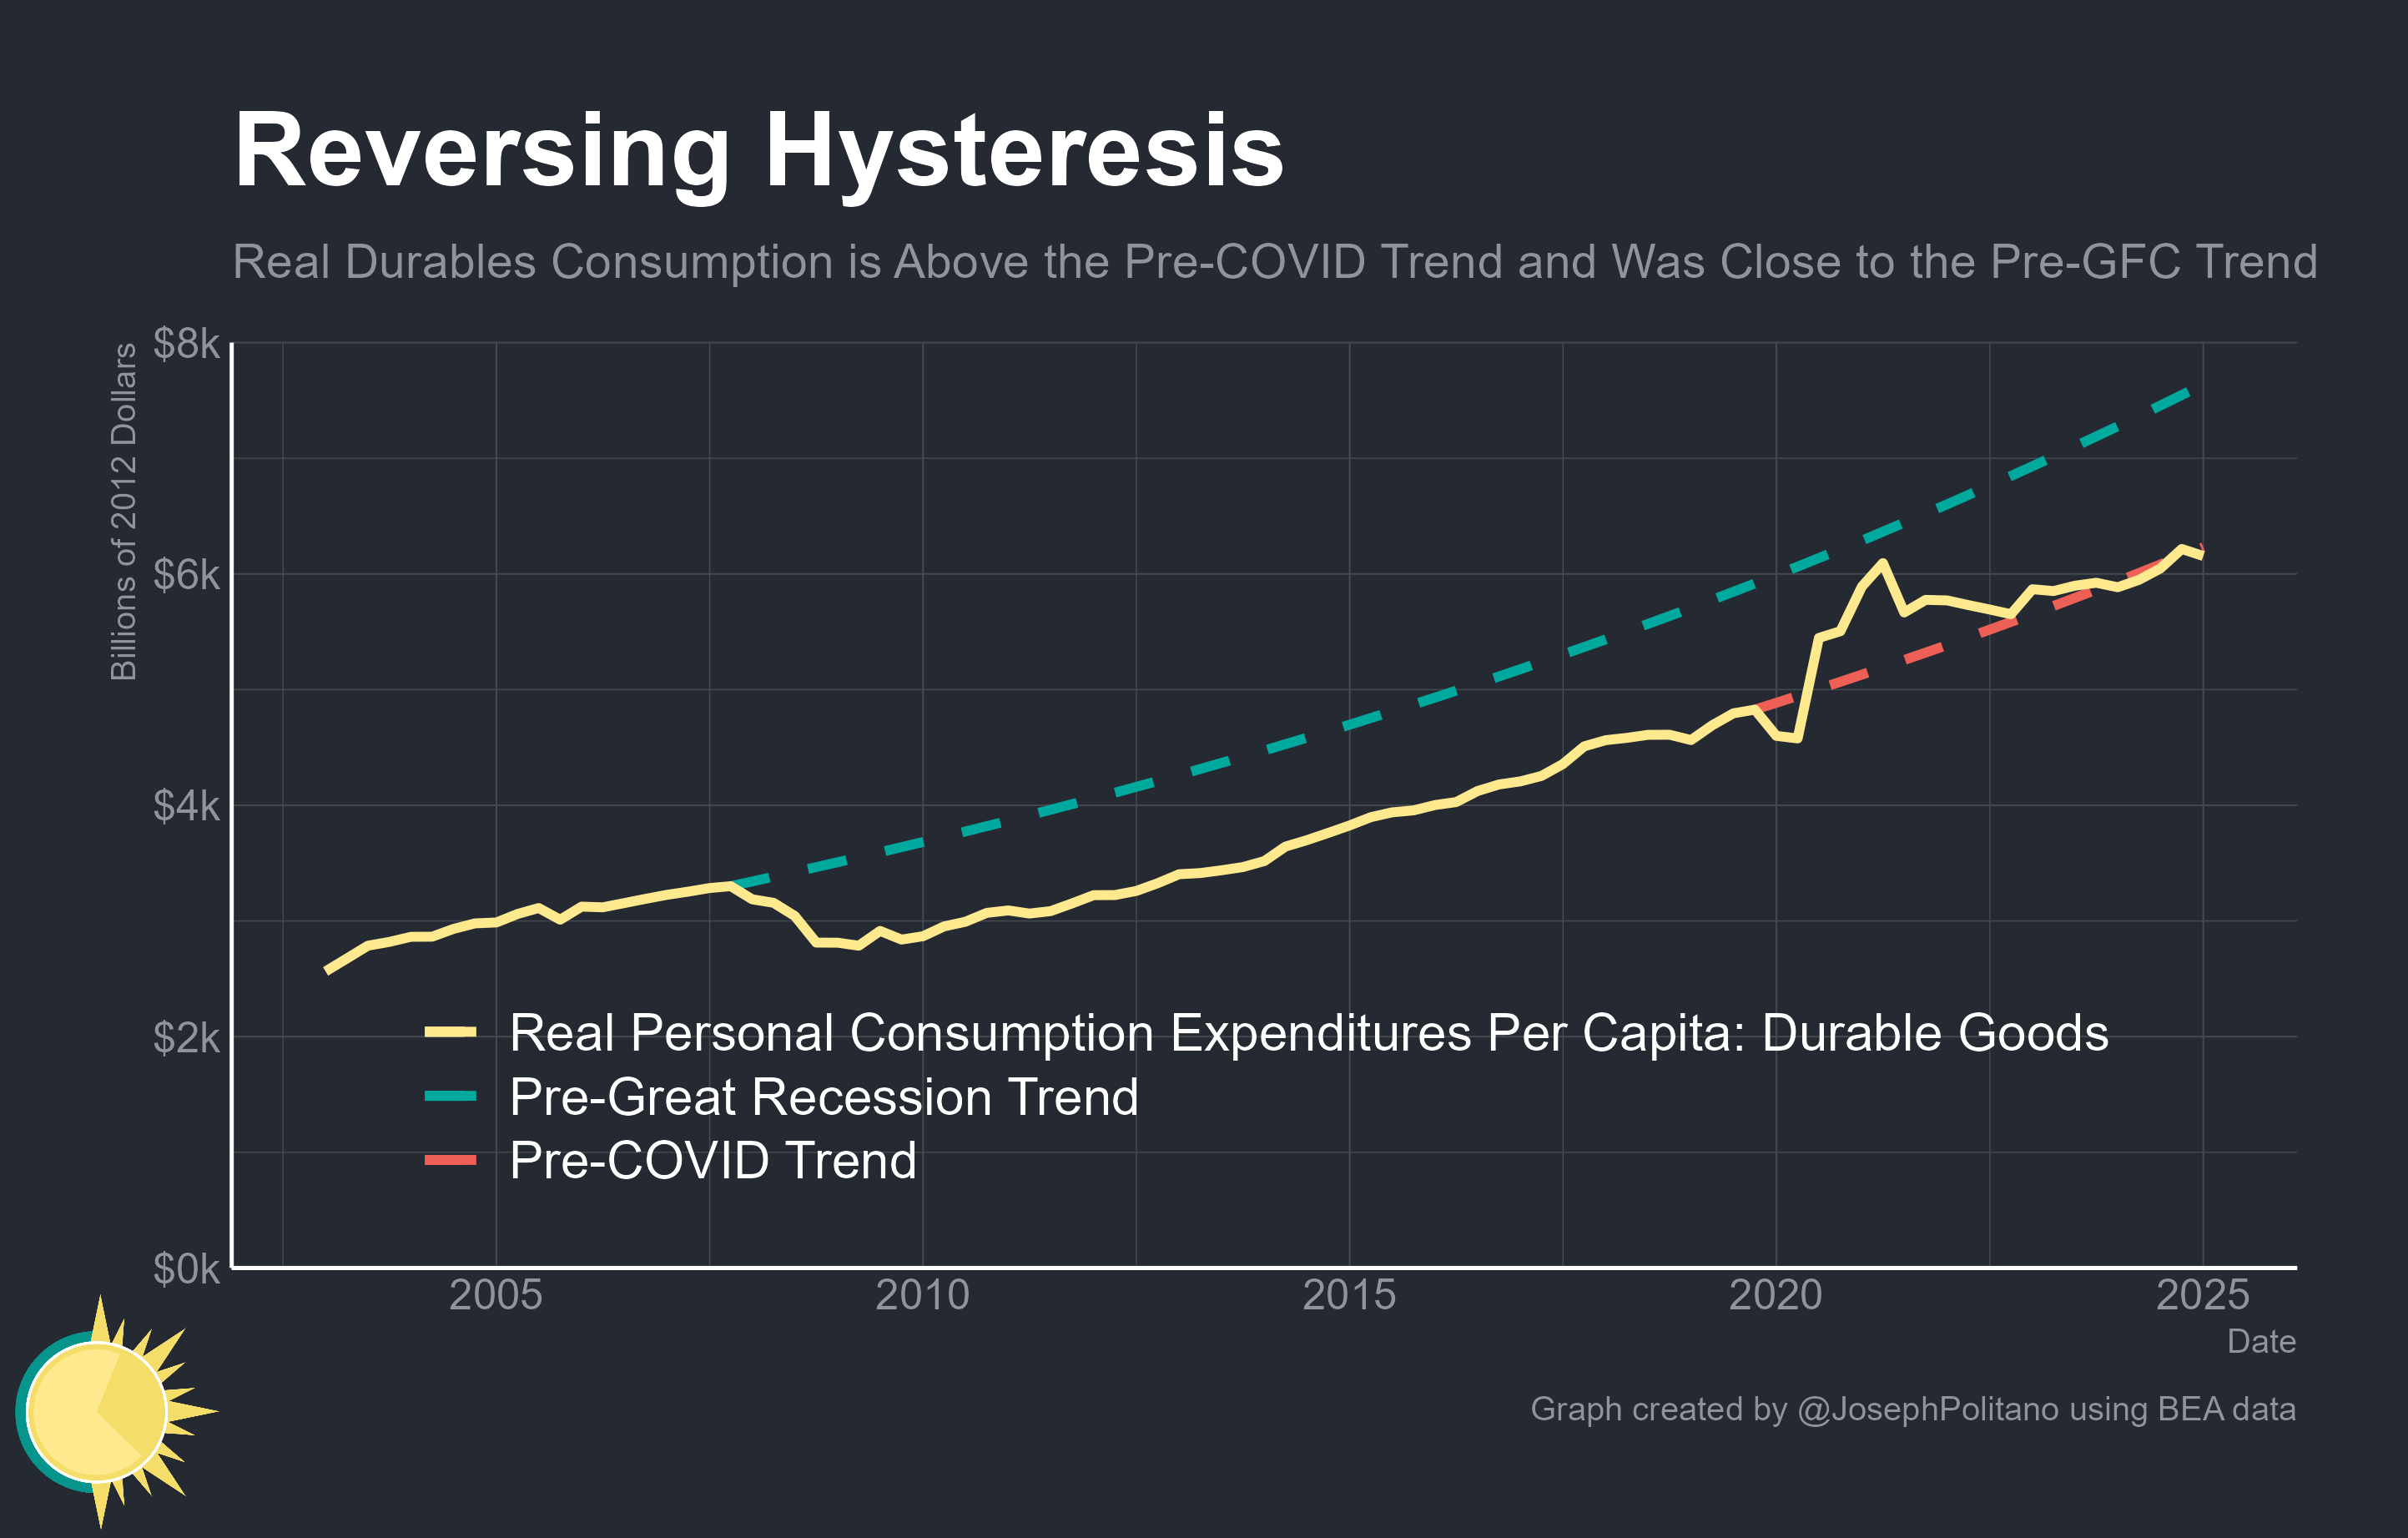 Reversing Hysteresis
Real Durables Consumption is Above the Pre-COVID Trend and Was Close to the Pre-GFC Trend
Billions of 2012 Dollars
$8k
$6k
$4k
$2k
$0k
Real Personal Consumption Expenditures Per Capita: Durable Goods
Pre-Great Recession Trend
Pre-COVID Trend
2005 2010 2015 2020 2025
Date
Graph created by @JosephPolitano using BEA data